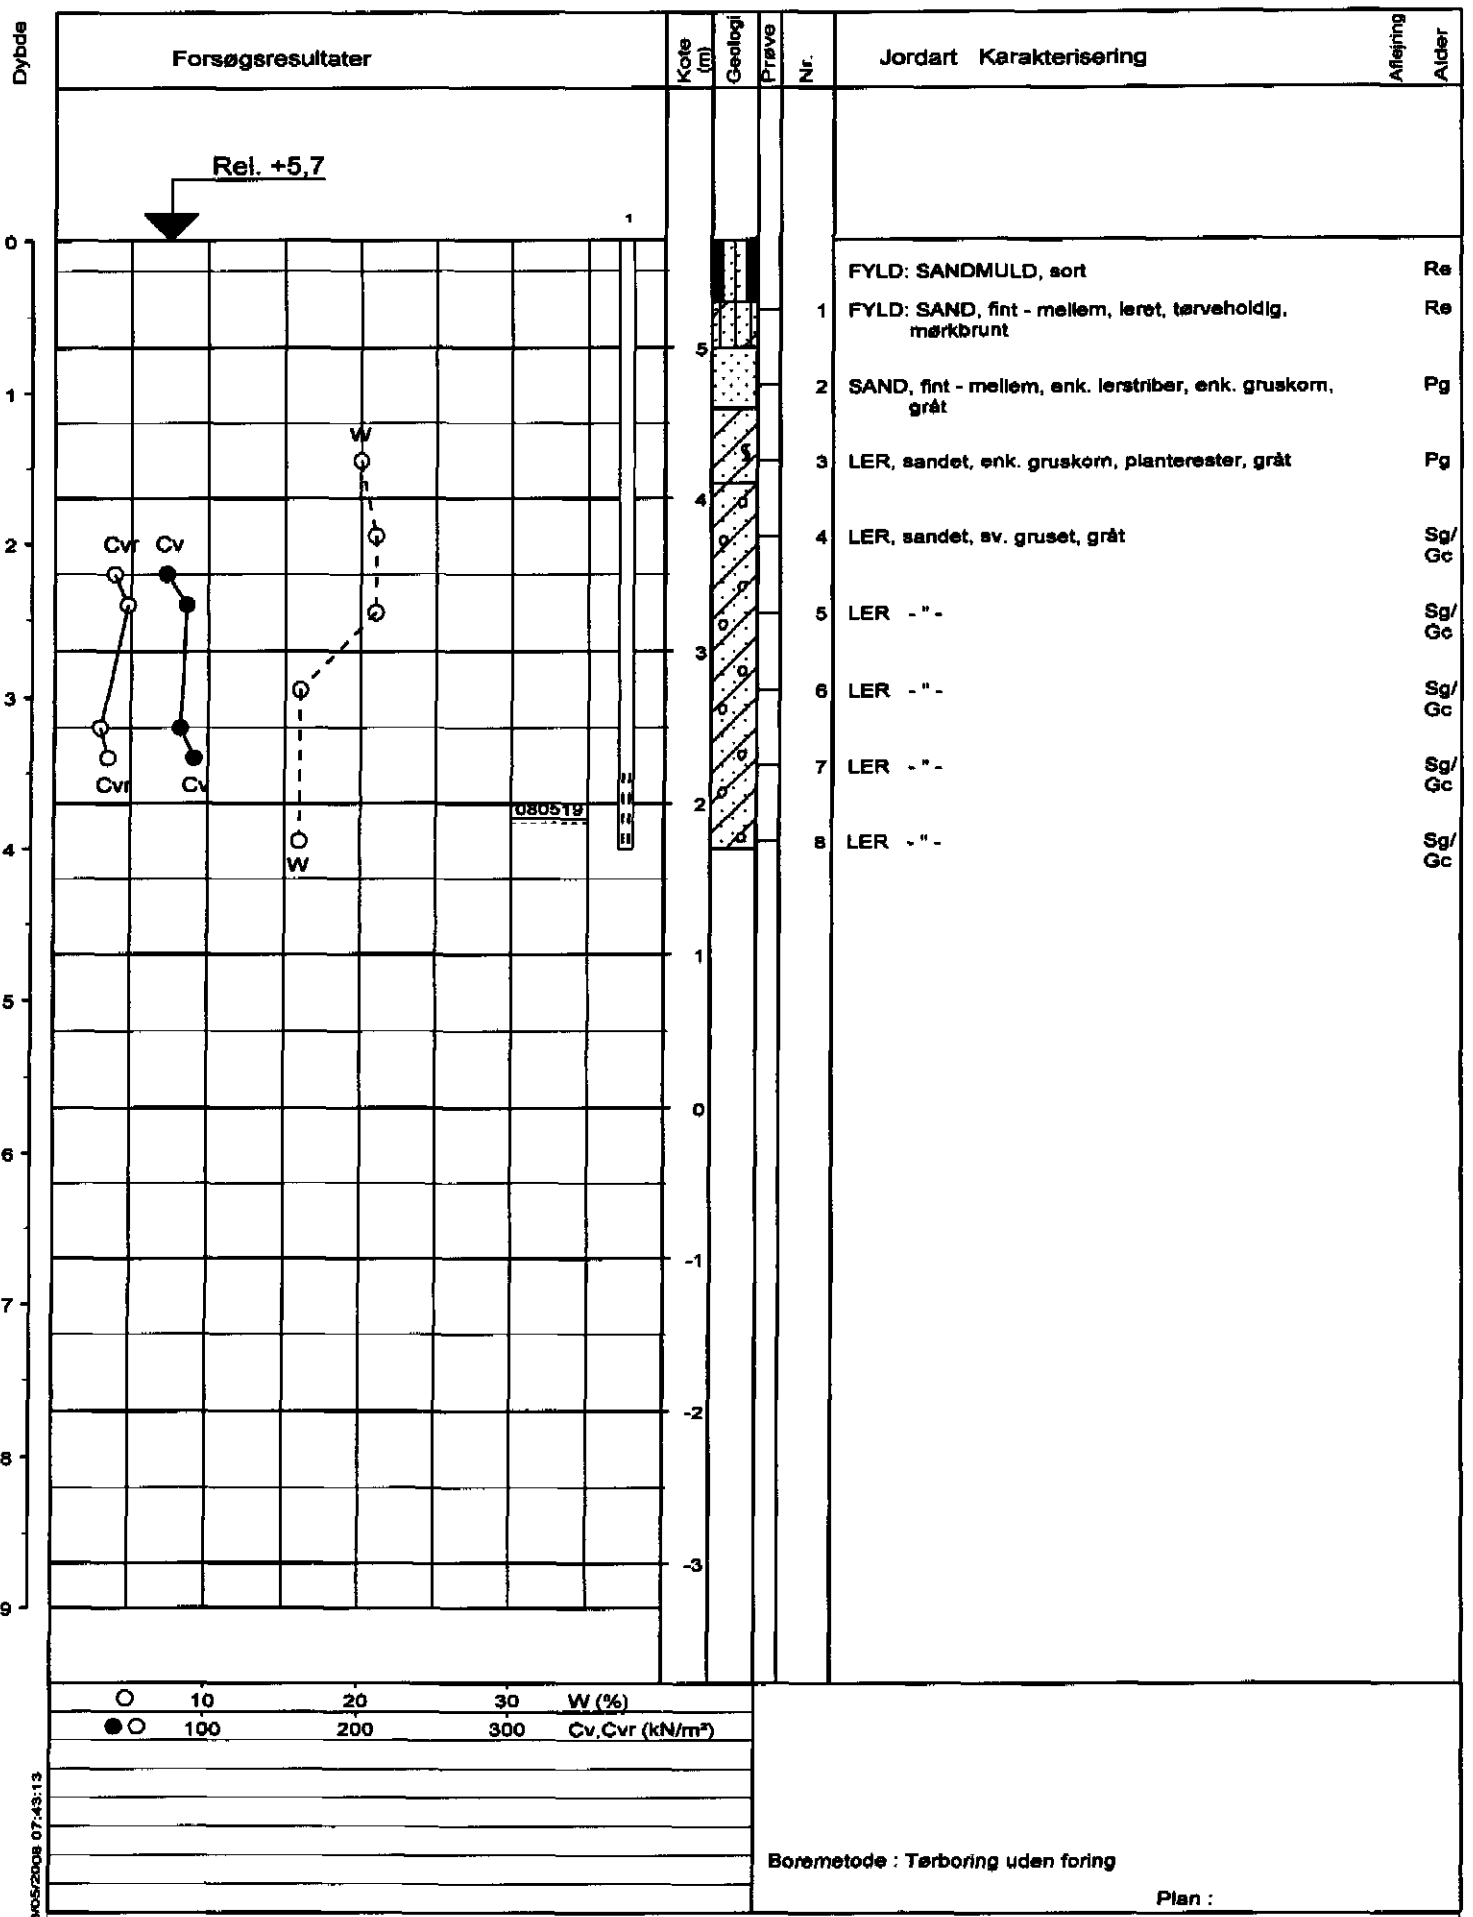 Dybde
Forsøgsresultater
Kote (m)
Geologi
Prøve
Nr.
Jordart Karakterisering
Aflejring
Alder
Rel. +5,7
1
0
FYLD: SANDMULD, sort Re
1 FYLD: SAND, fint - mellem, leret, tørveholdig, Re
mørkbrunt
5
1
2 SAND, fint - mellem, enk. lerstriber, enk. gruskorn, Pg
gråt
W
3 LER, sandet, enk. gruskorn, planterester, gråt Pg
4
2
Cvr Cv
4 LER, sandet, sv. gruset, gråt Sg/
Gc
5 LER - " - Sg/
Gc
3
6 LER - " - Sg/
Gc
3
7 LER - " - Sg/
Gc
Cvr Cv
2
080519
4
W
8 LER - " - Sg/
Gc
1
5
0
6
-1
7
-2
8
-3
9
10 20 30 W (%)
100 200 300 Cv,Cvr (kN/m²)
05/2008 07:43:13
Boremetode : Tørboring uden foring
Plan :